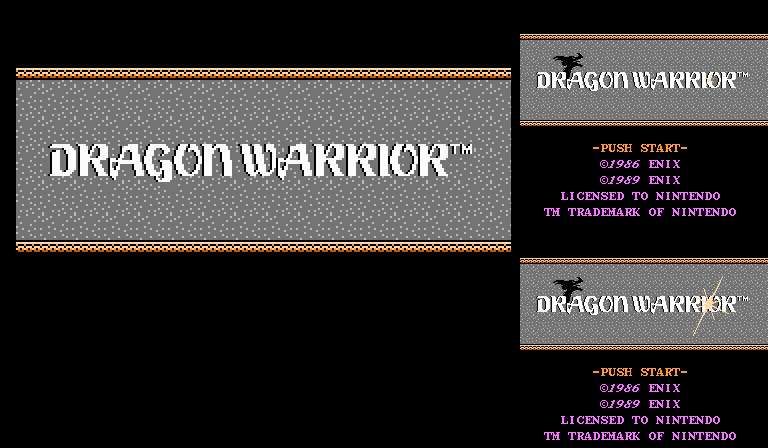 DRAGON WARRIOR™
DRAGON WARRIOR™
-PUSH START-
©1986 ENIX
©1989 ENIX
LICENSED TO NINTENDO
TM TRADEMARK OF NINTENDO
DRAGON WARRIOR™
-PUSH START-
©1986 ENIX
©1989 ENIX
LICENSED TO NINTENDO
TM TRADEMARK OF NINTENDO